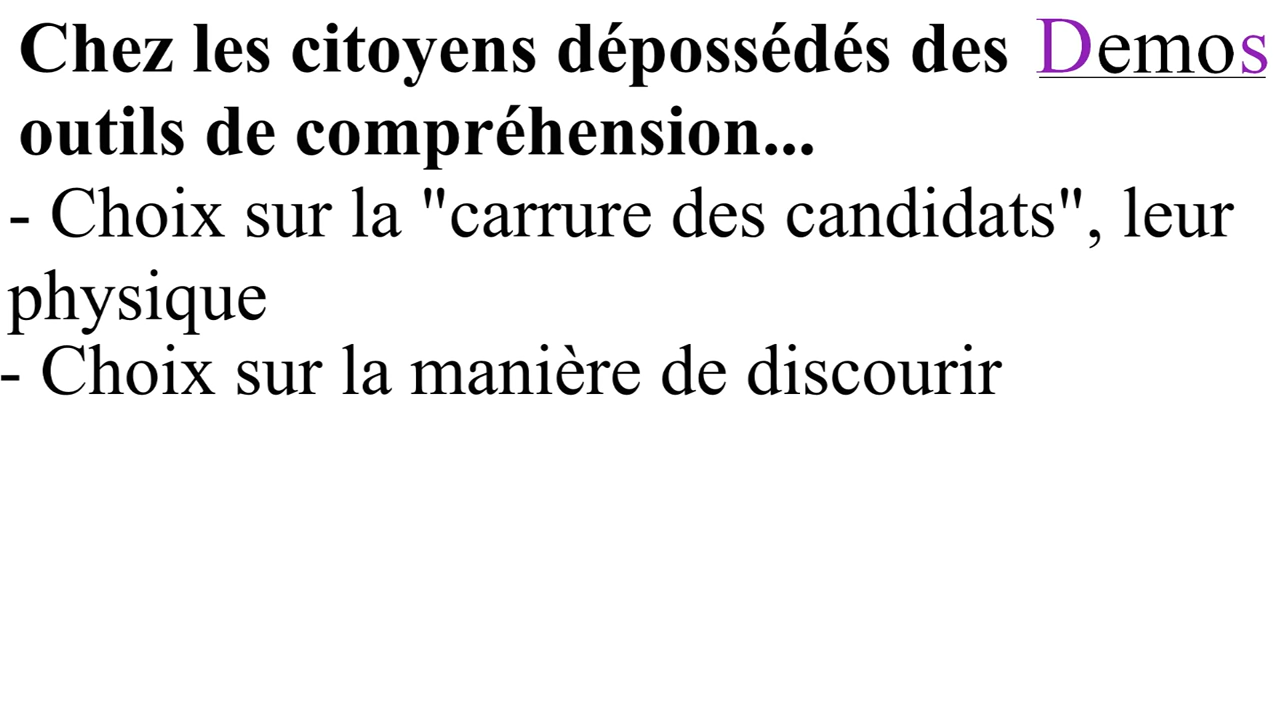 Chez les citoyens dépossédés des Demos
outils de compréhension...
- Choix sur la "carrure des candidats", leur
physique
- Choix sur la manière de discourir